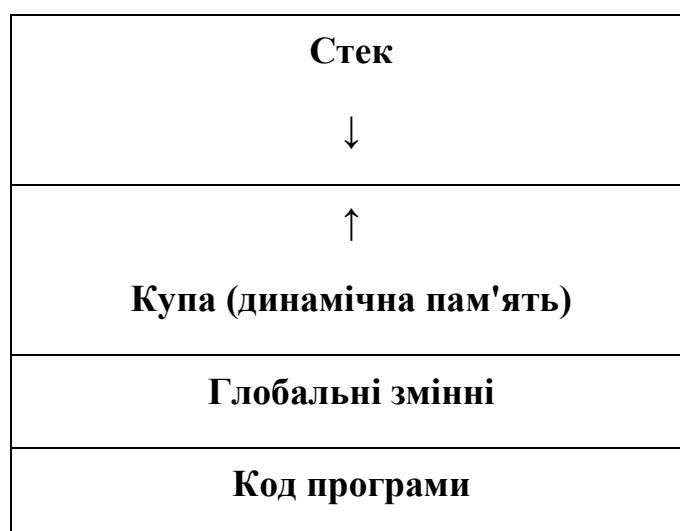 Стек
↓
↑
Купа (динамічна пам'ять)
Глобальні змінні
Код програми